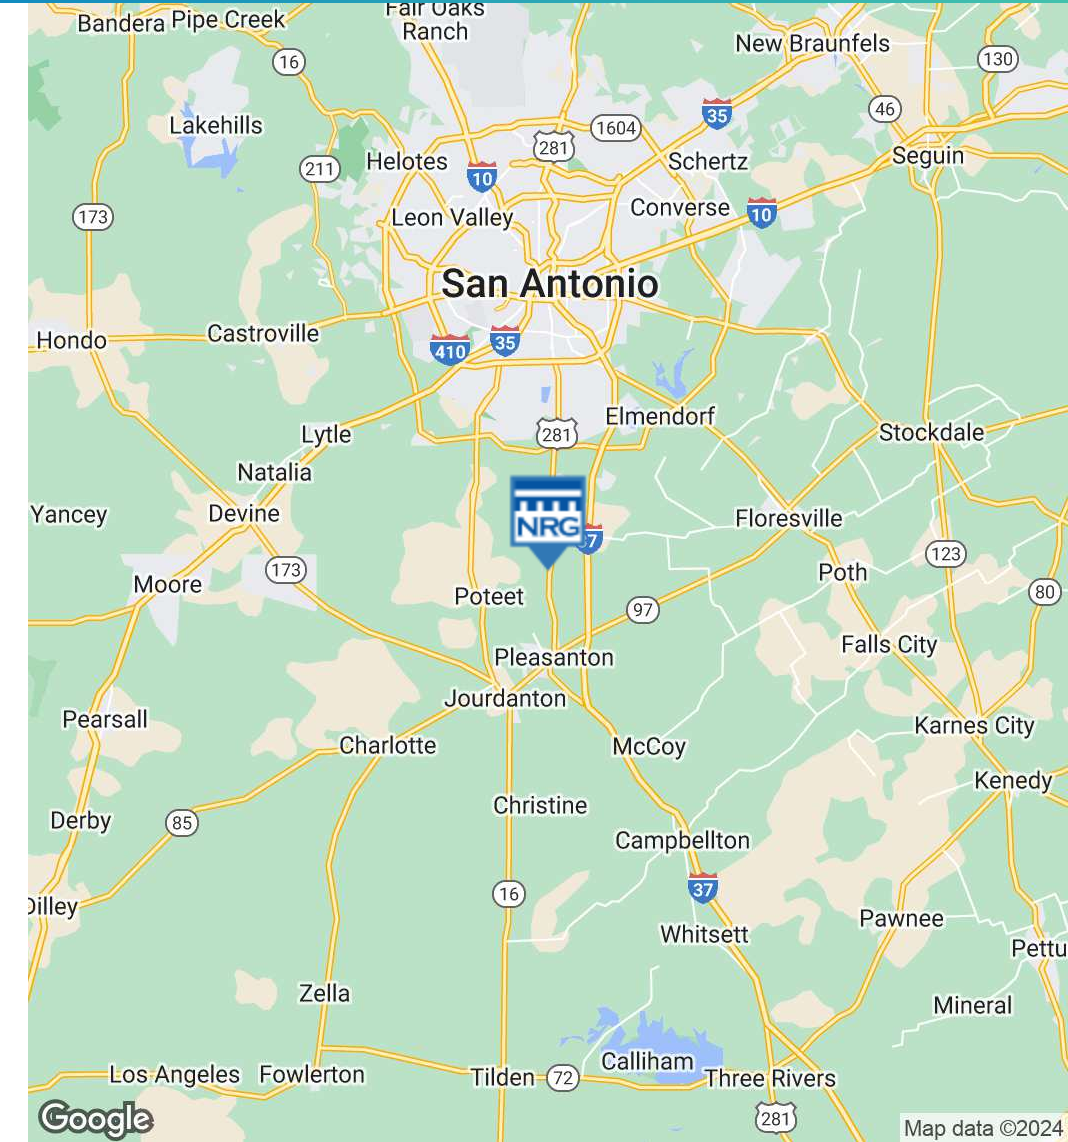 Fair Oaks
Ranch
Bandera
Pipe Creek
New Braunfels
16
130
46
35
1604
Lakehills
281
Helotes
Schertz
Seguin
211
10
Leon Valley
Converse
10
173
San Antonio
Hondo
Castroville
410
35
Elmendorf
Lytle
281
Stockdale
Natalia
Yancey
Devine
NRG
37
Floresville
123
Moore
173
Poth
Poteet
97
80
Falls City
Pleasanton
Jourdanton
Pearsall
Charlotte
McCoy
Karnes City
Kenedy
Christine
Derby
85
Campbellton
37
16
Dilley
Pawnee
Whitsett
Pettu
Zella
Mineral
Calliham
Los Angeles
Fowlerton
Tilden
72
Three Rivers
281
Google
Map data ©2024